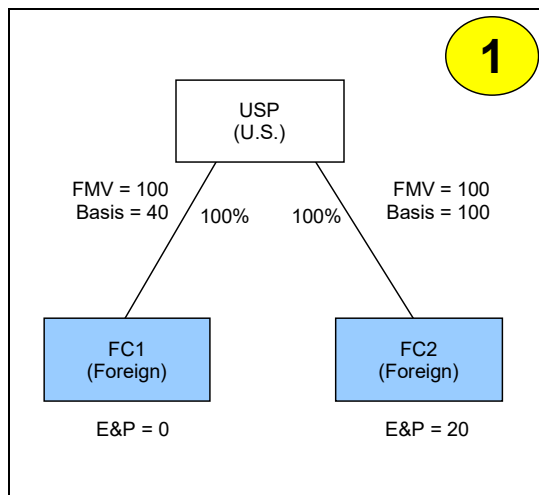 1
USP
(U.S.)
FMV = 100
Basis = 40
100%
100%
FMV = 100
Basis = 100
FC1
(Foreign)
FC2
(Foreign)
E&P = 0
E&P = 20